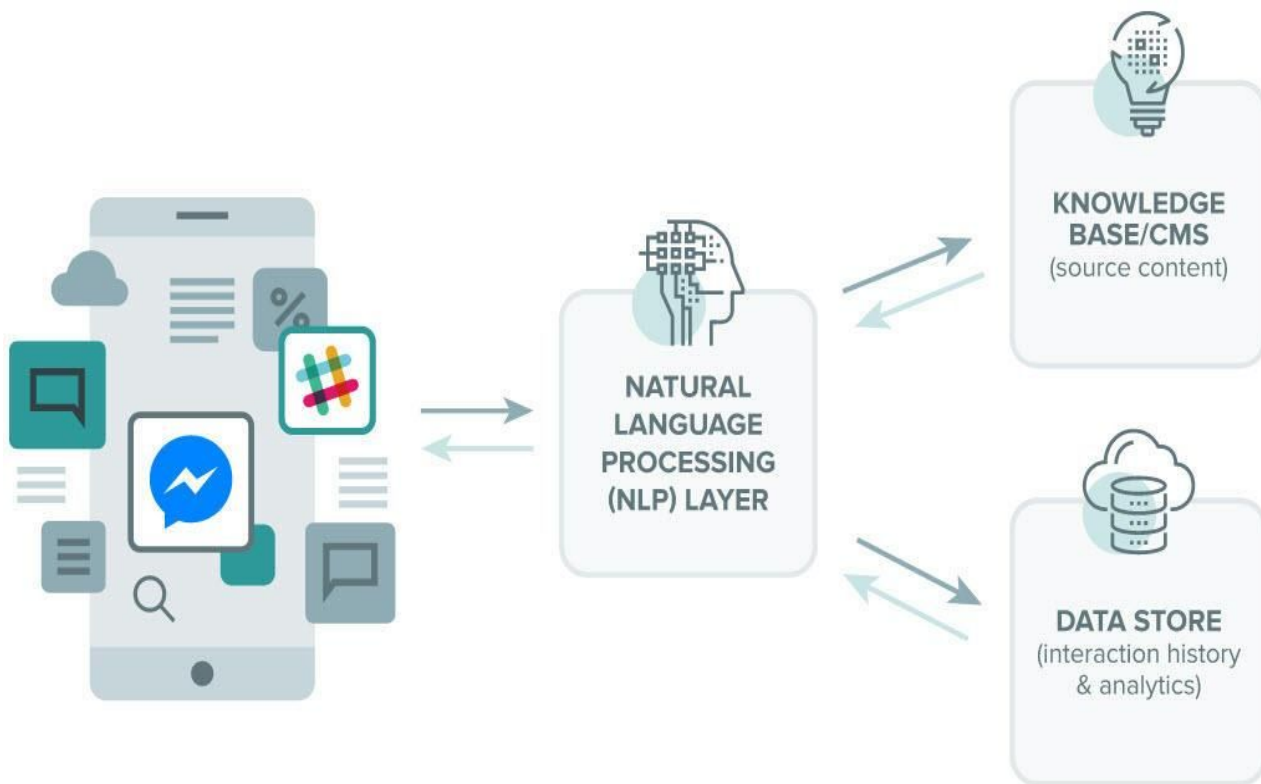 NATURAL
LANGUAGE
PROCESSING
(NLP) LAYER
KNOWLEDGE
BASE/CMS
(source content)
DATA STORE
(interaction history
& analytics)
%